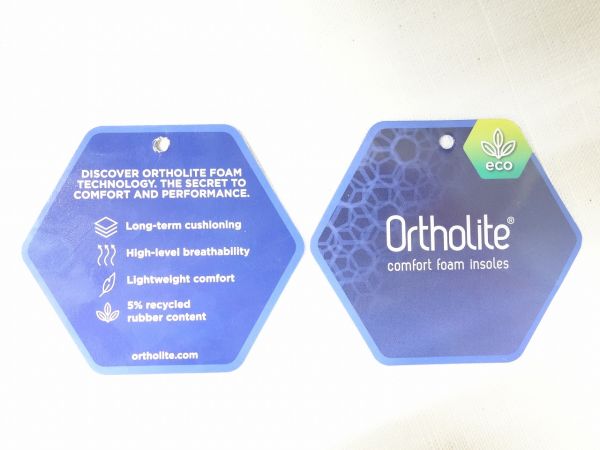 DISCOVER ORTHOLITE FOAM
TECHNOLOGY. THE SECRET TO
COMFORT AND PERFORMANCE.
Long-term cushioning
High-level breathability
Lightweight comfort
5% recycled
rubber content
ortholite.com
eco
Ortholite®
comfort foam insoles